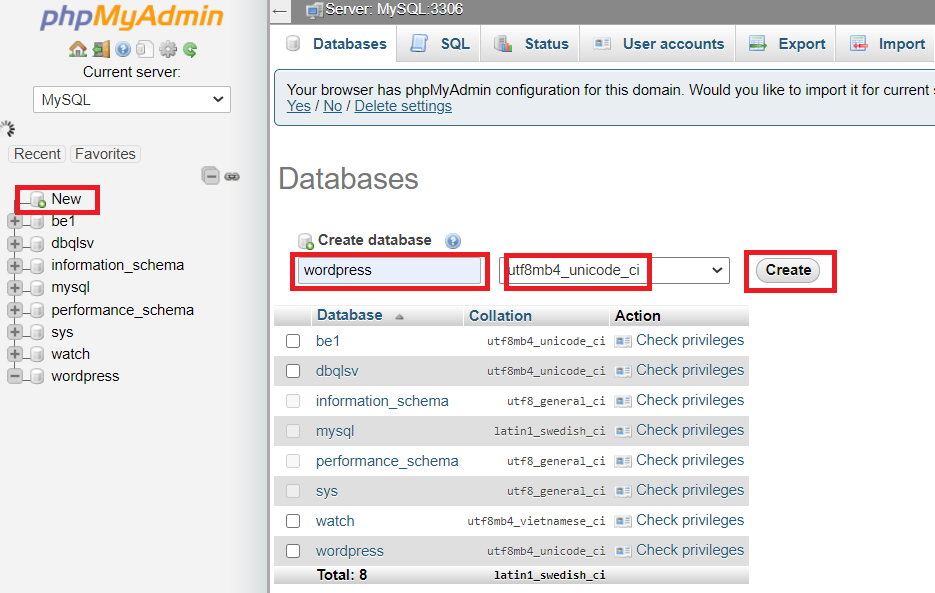 phpMyAdmin
Current server:
MySQL
Recent Favorites
New
be1
dbqlsv
information_schema
mysql
performance_schema
sys
watch
wordpress
Server: MySQL:3306
Databases SQL Status User accounts Export Import
Your browser has phpMyAdmin configuration for this domain. Would you like to import it for current
Yes / No / Delete settings
Databases
Create database
wordpress utf8mb4_unicode_ci Create
Database Collation Action
be1 utf8mb4_unicode_ci Check privileges
dbqlsv utf8mb4_unicode_ci Check privileges
information_schema utf8_general_ci Check privileges
mysql latin1_swedish_ci Check privileges
performance_schema utf8_general_ci Check privileges
sys utf8_general_ci Check privileges
watch utf8mb4_vietnamese_ci Check privileges
wordpress utf8mb4_unicode_ci Check privileges
Total: 8 latin1_swedish_ci